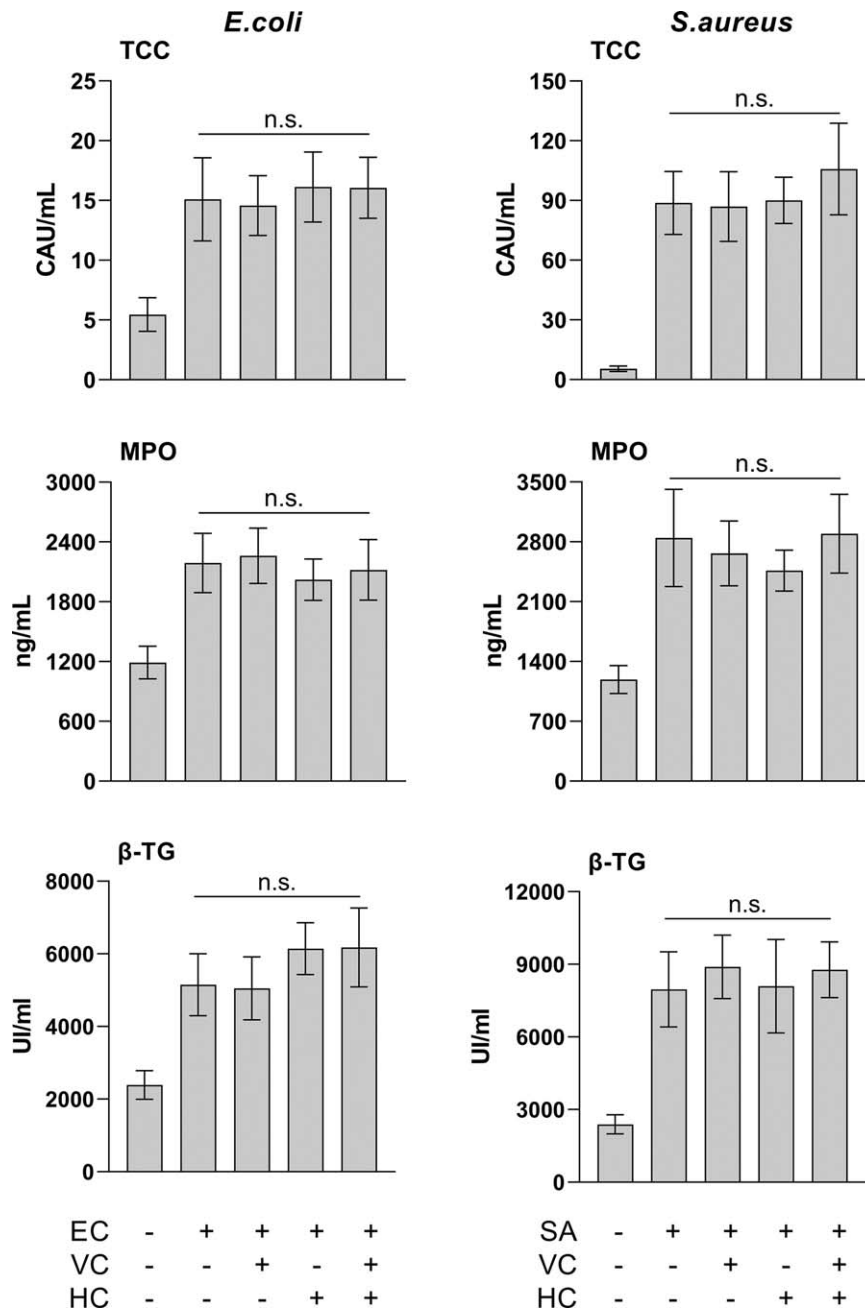 E.coli
TCC
25
20
15
10
5
0
CAU/mL
n.s.
S.aureus
TCC
150
120
90
60
30
0
CAU/mL
n.s.
MPO
3000
2400
1800
1200
600
0
ng/mL
n.s.
MPO
3500
2800
2100
1400
700
0
ng/mL
n.s.
β-TG
8000
6000
4000
2000
0
UI/ml
n.s.
β-TG
12000
9000
6000
3000
0
UI/ml
n.s.
EC - + + + +
VC - - + - +
HC - - - + +
SA - + + + +
VC - - + - +
HC - - - + +